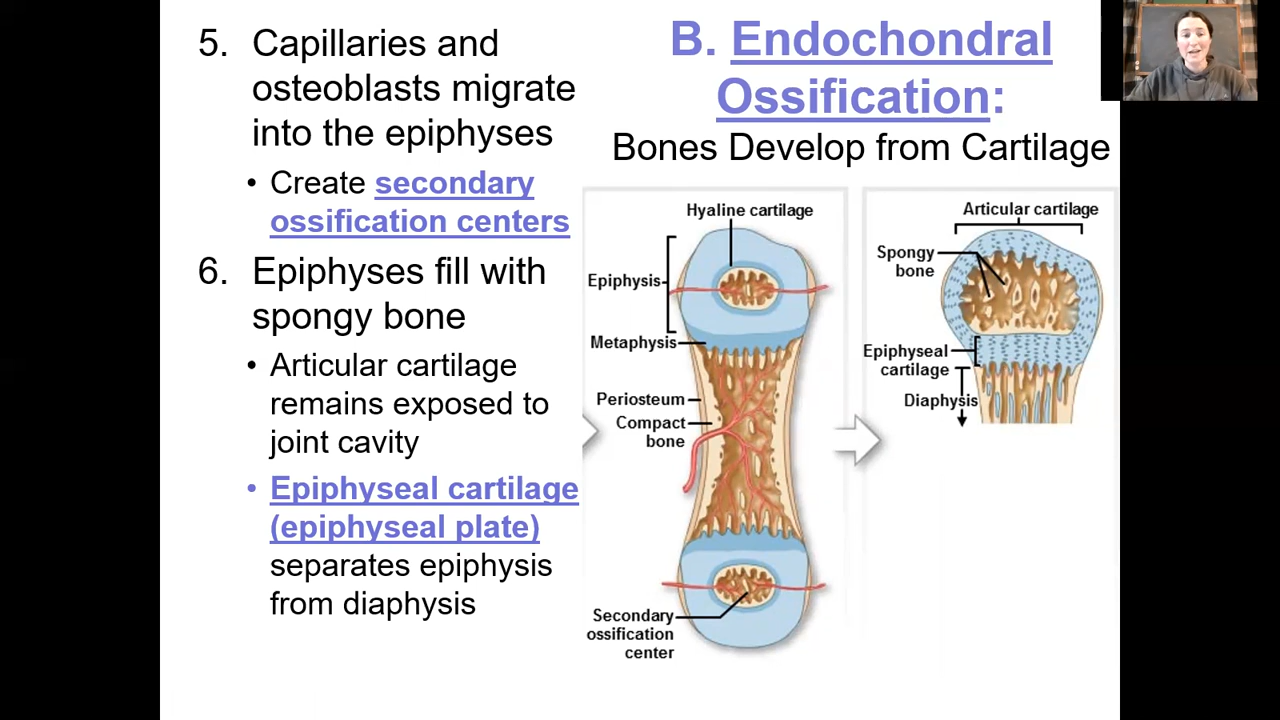 5. Capillaries and
osteoblasts migrate
into the epiphyses
• Create secondary
ossification centers
6. Epiphyses fill with
spongy bone
• Articular cartilage
remains exposed to
joint cavity
• Epiphyseal cartilage
(epiphyseal plate)
separates epiphysis
from diaphysis
B. Endochondral
Ossification:
Bones Develop from Cartilage
Hyaline cartilage
Epiphysis
Metaphysis
Periosteum
Compact
bone
Secondary
ossification
center
Articular cartilage
Spongy
bone
Epiphyseal
cartilage
Diaphysis